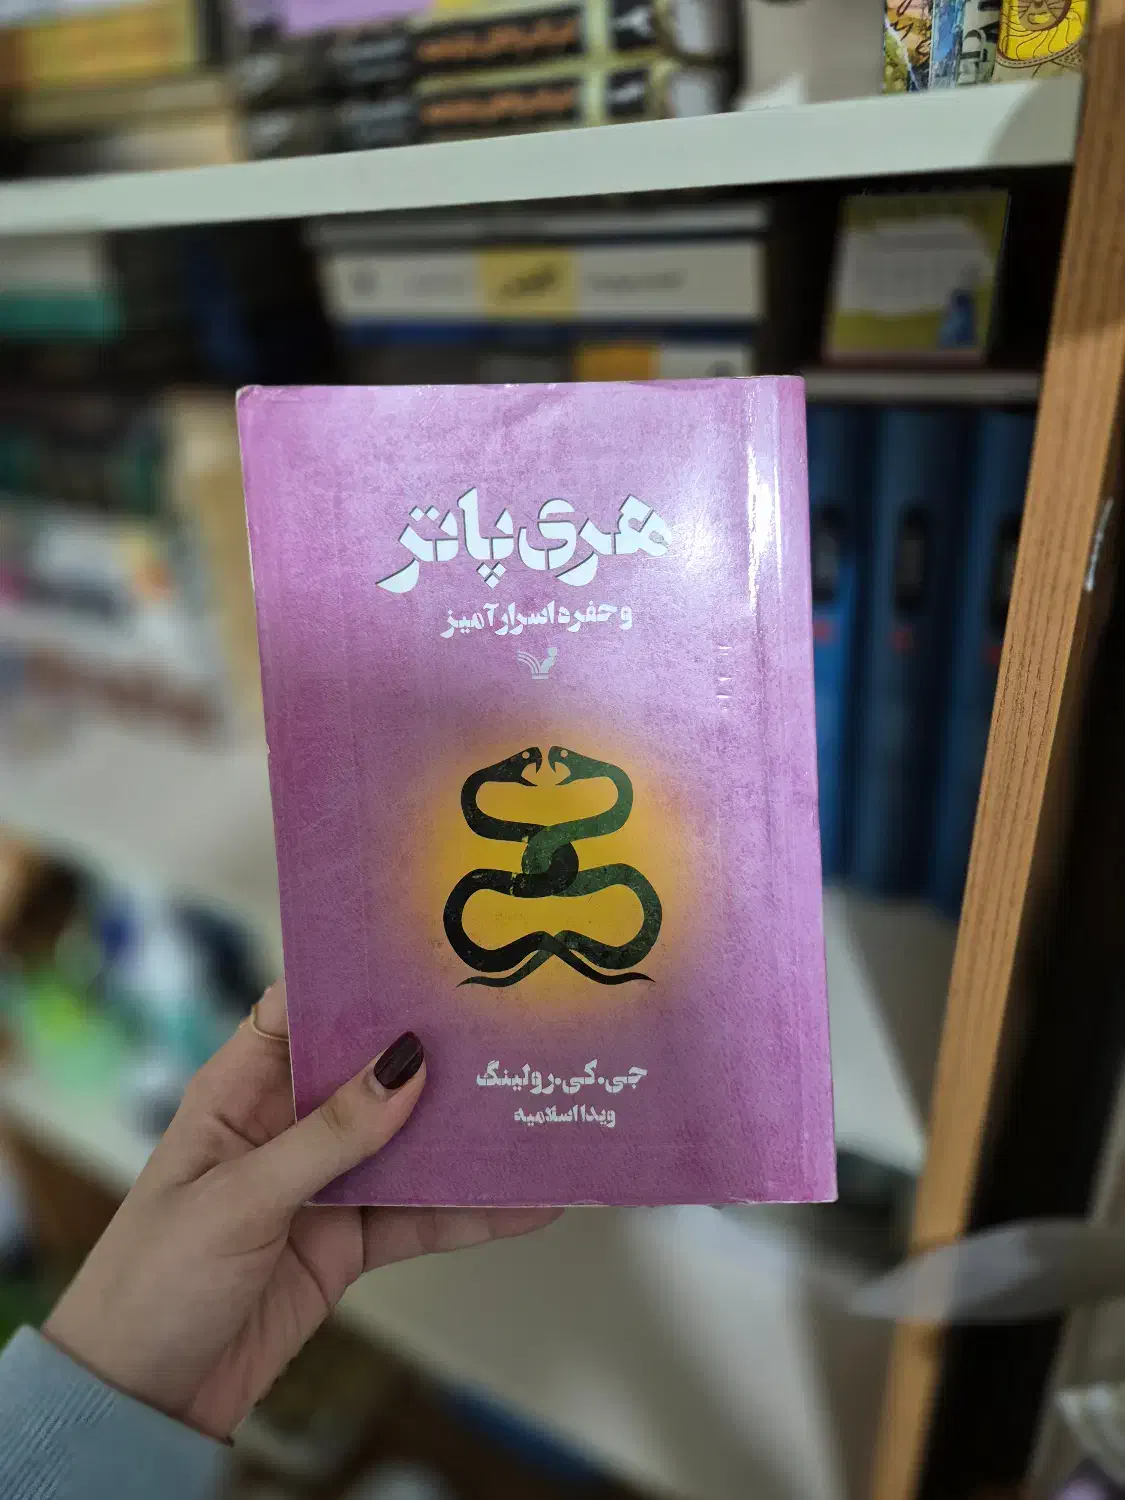 هری پاتر
و حفره اسرارآمیز
جی. کی. رولینگ
ویدا اسلامیه